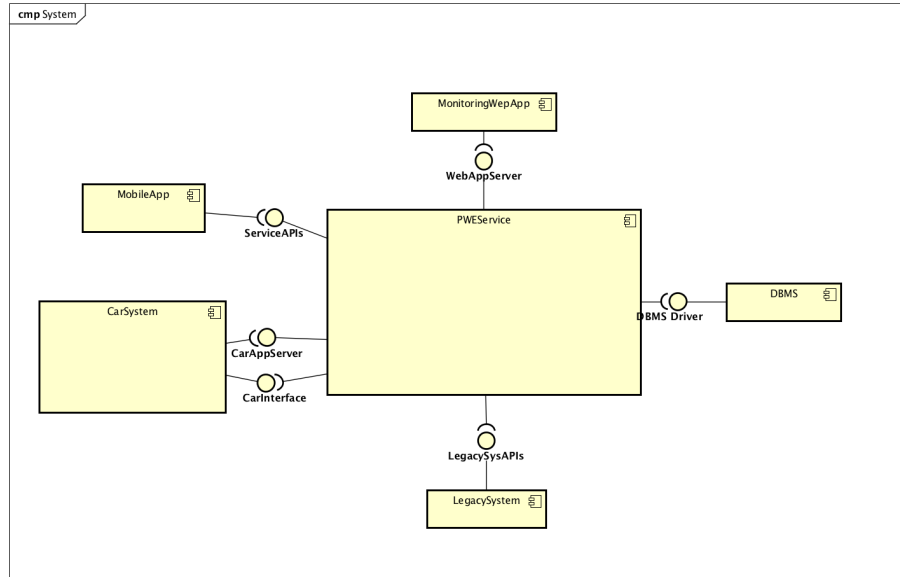 cmp System
MonitoringWepApp
WebAppServer
MobileApp
ServiceAPIs
PWEService
DBMS
DBMS Driver
CarSystem
CarAppServer
CarInterface
LegacySysAPIs
LegacySystem